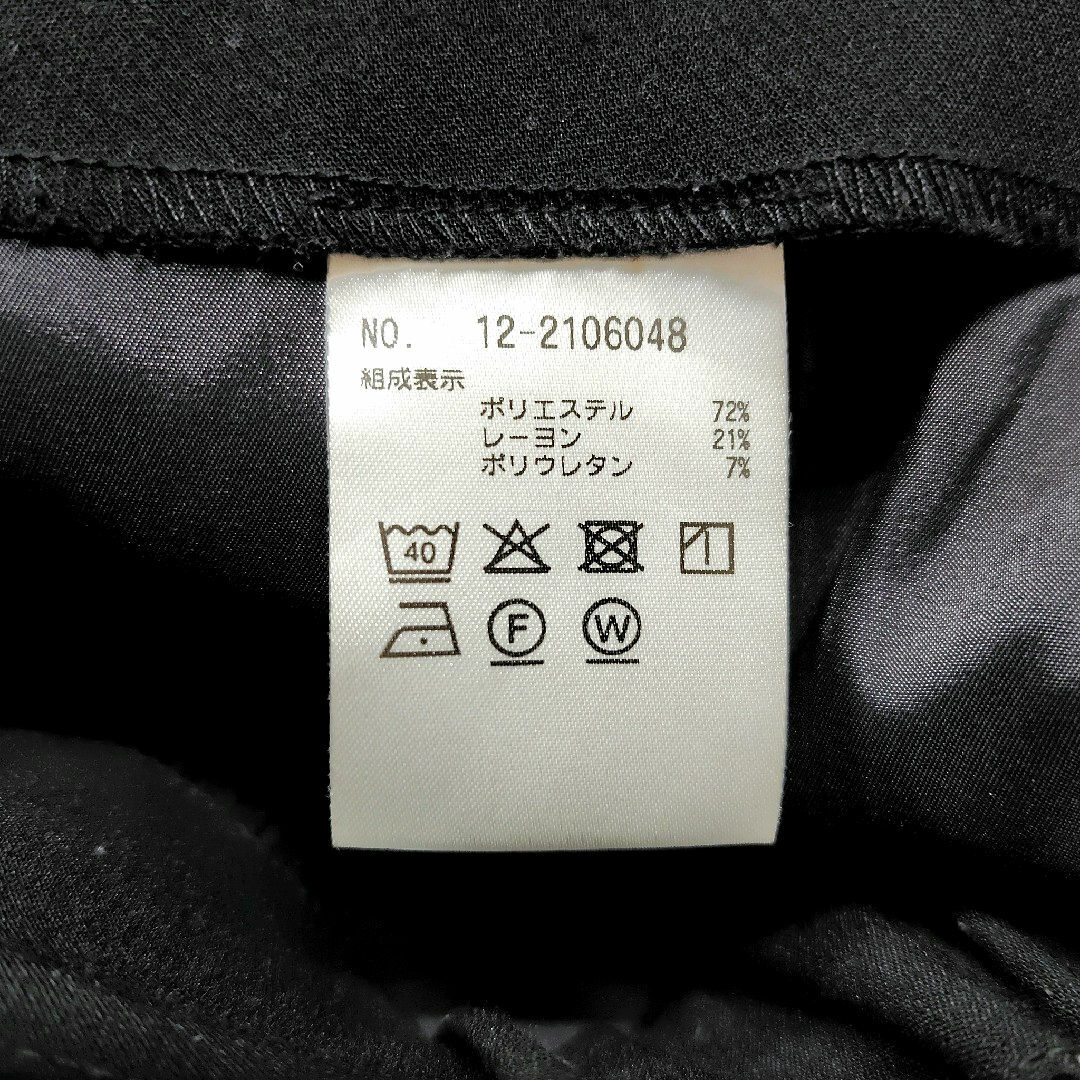 NO. 12-2106048
組成表示
ポリエステル 72%
レーヨン 21%
ポリウレタン 7%
40
F W